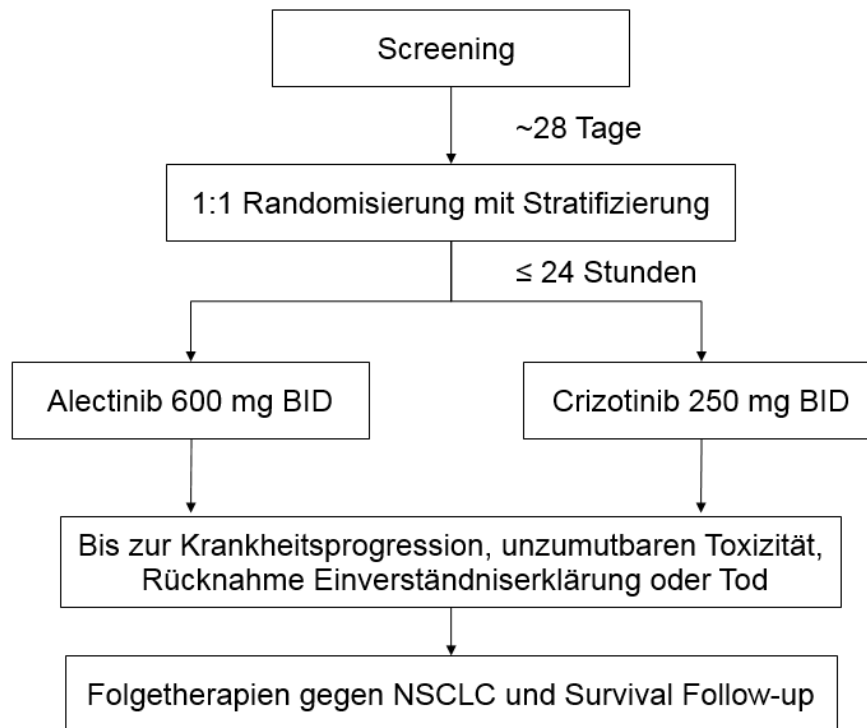 Screening
~28 Tage
1:1 Randomisierung mit Stratifizierung
≤ 24 Stunden
Alectinib 600 mg BID
Crizotinib 250 mg BID
Bis zur Krankheitsprogression, unzumutbaren Toxizität,
Rücknahme Einverständniserklärung oder Tod
Folgetherapien gegen NSCLC und Survival Follow-up